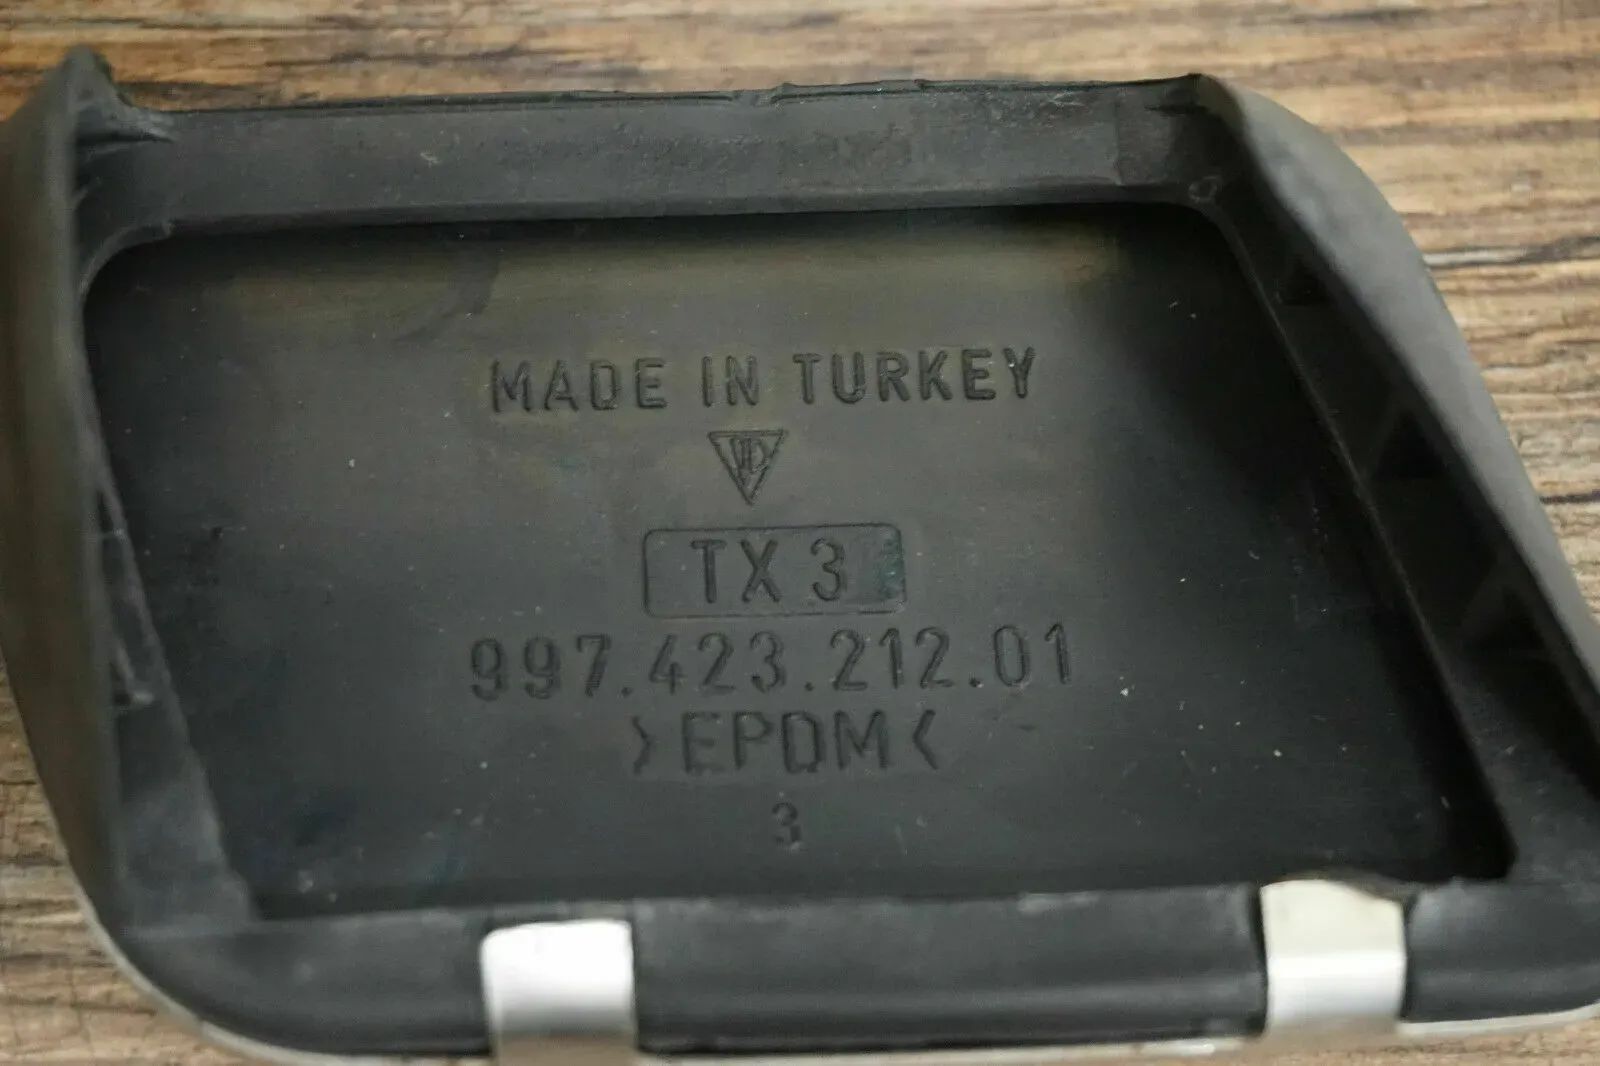 MADE IN TURKEY
TX 3
997.423.212.01
>EPDM<
3